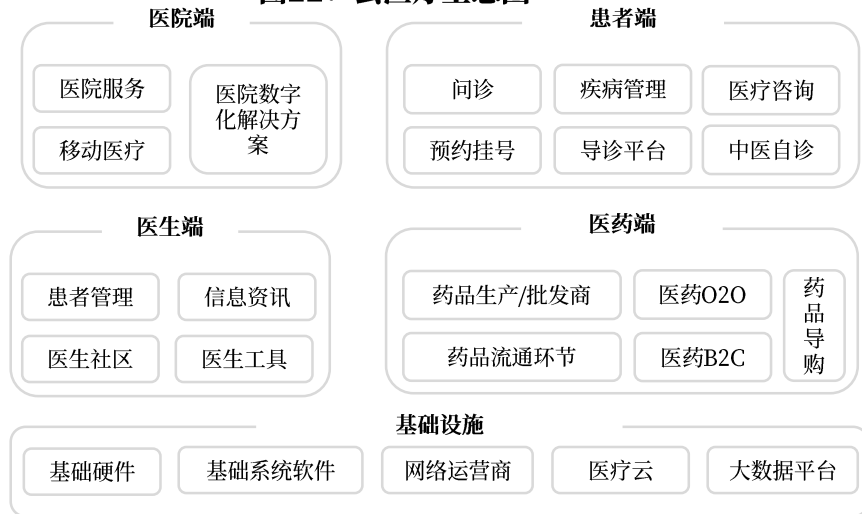 医院端
医院服务
移动医疗
医院数字
化解决方
案
患者端
问诊
疾病管理
医疗咨询
预约挂号
导诊平台
中医自诊
医生端
患者管理
信息资讯
医生社区
医生工具
医药端
药品生产/批发商
医药O2O
药品流通环节
医药B2C
药
品
导
购
基础设施
基础硬件
基础系统软件
网络运营商
医疗云
大数据平台